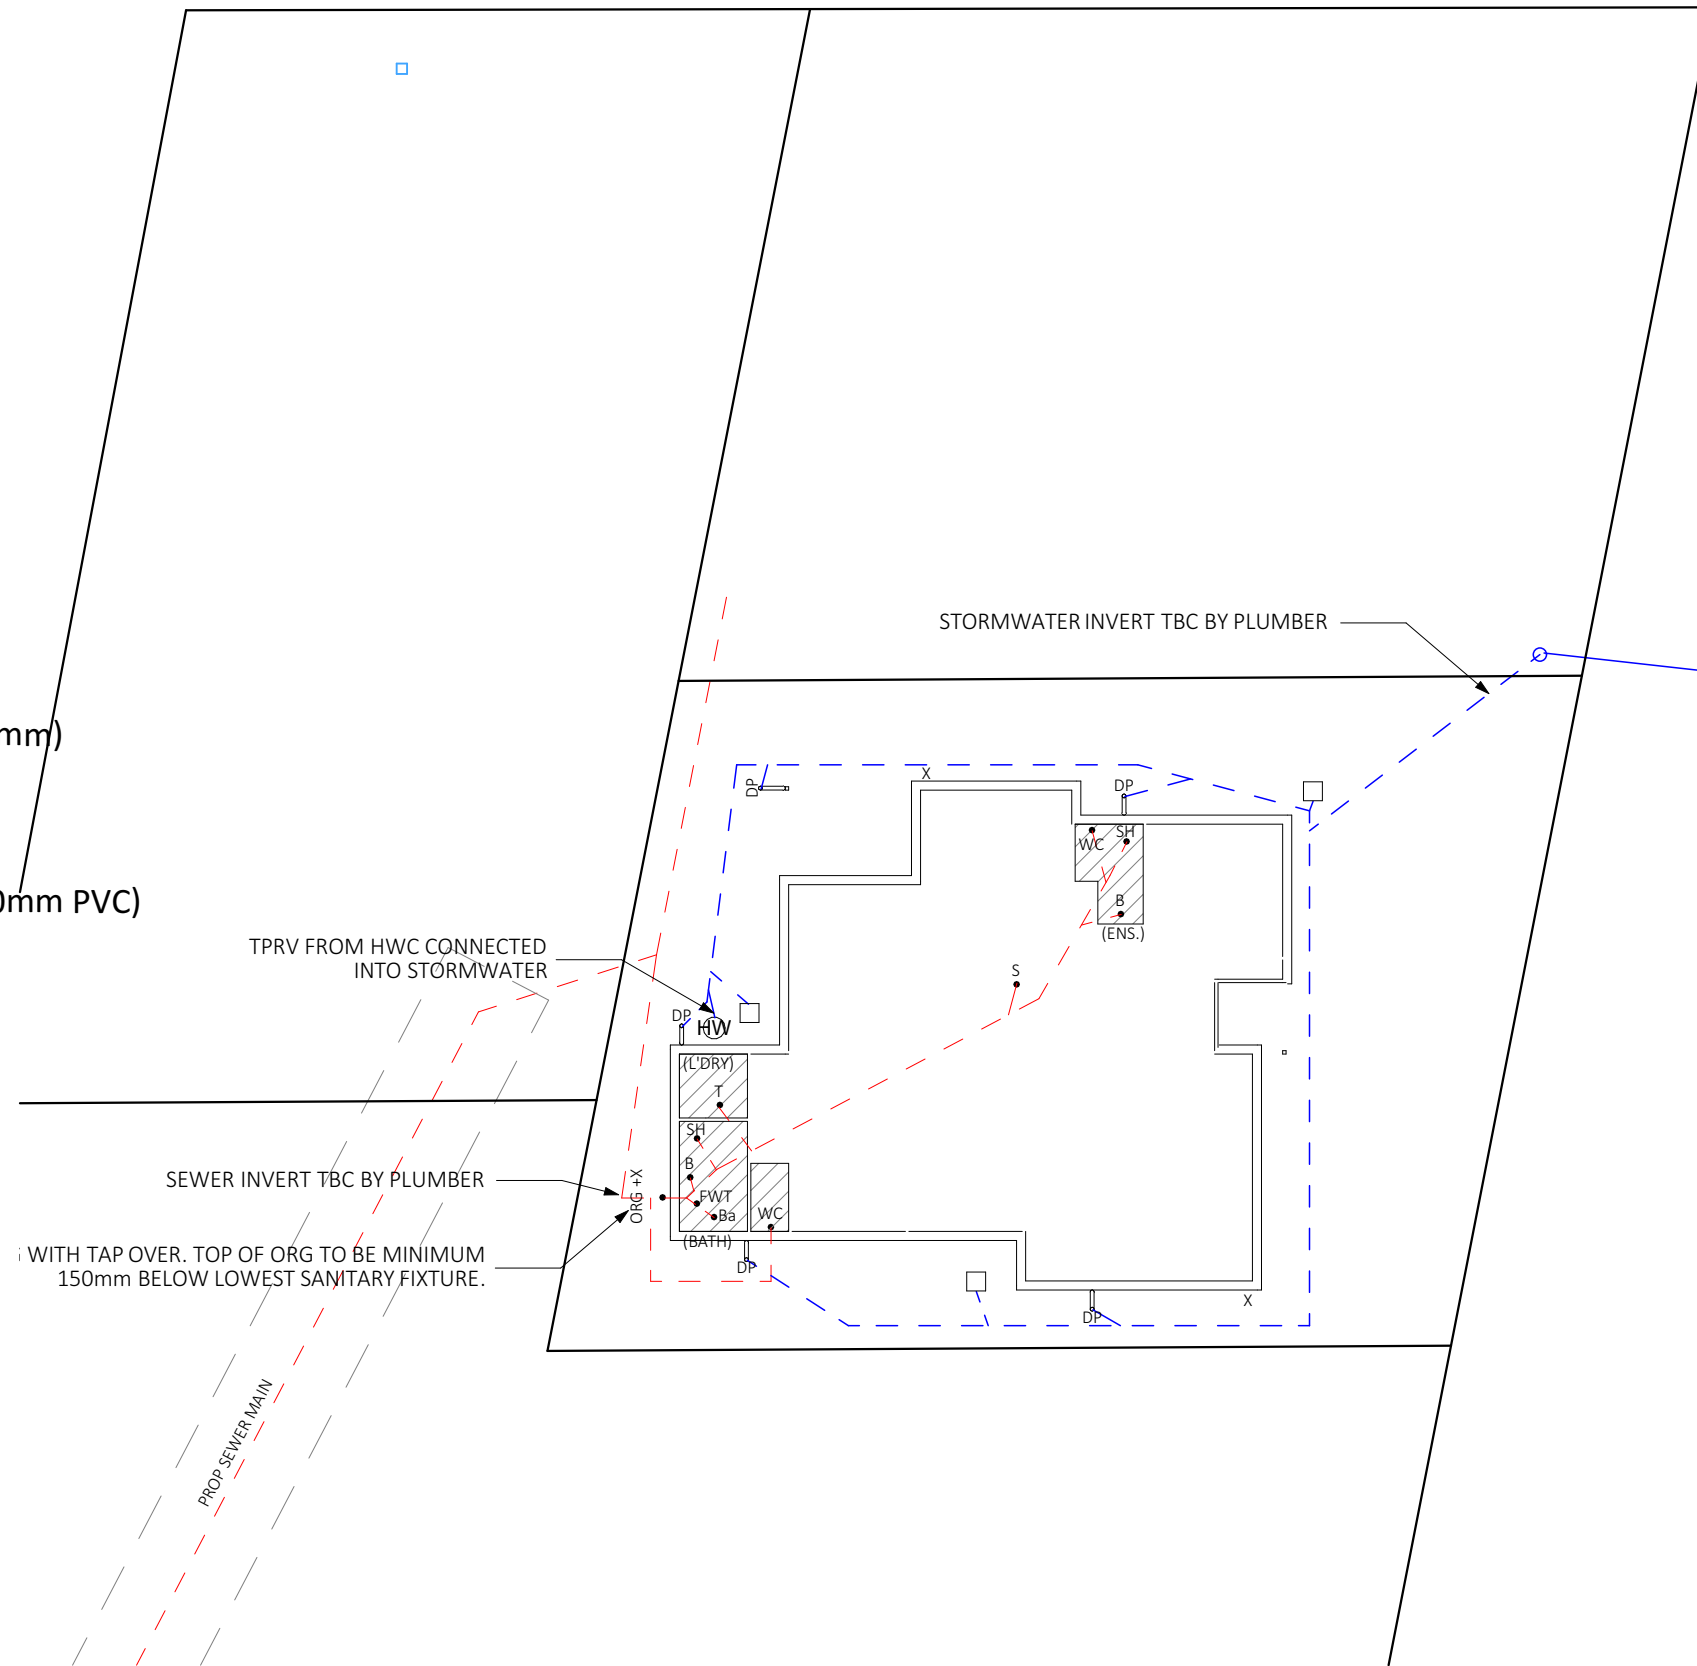 STORMWATER INVERT TBC BY PLUMBER
mm)
X
DP
DP
WC
SH
0mm PVC)
B
(ENS.)
TPRV FROM HWC CONNECTED
INTO STORMWATER
S
DP
HW
(L'DRY)
T
SH
B
SEWER INVERT TBC BY PLUMBER
ORG +X
FWT
Ba
WC
(BATH)
WITH TAP OVER. TOP OF ORG TO BE MINIMUM
150mm BELOW LOWEST SANITARY FIXTURE.
DP
X
DP
PROP SEWER MAIN